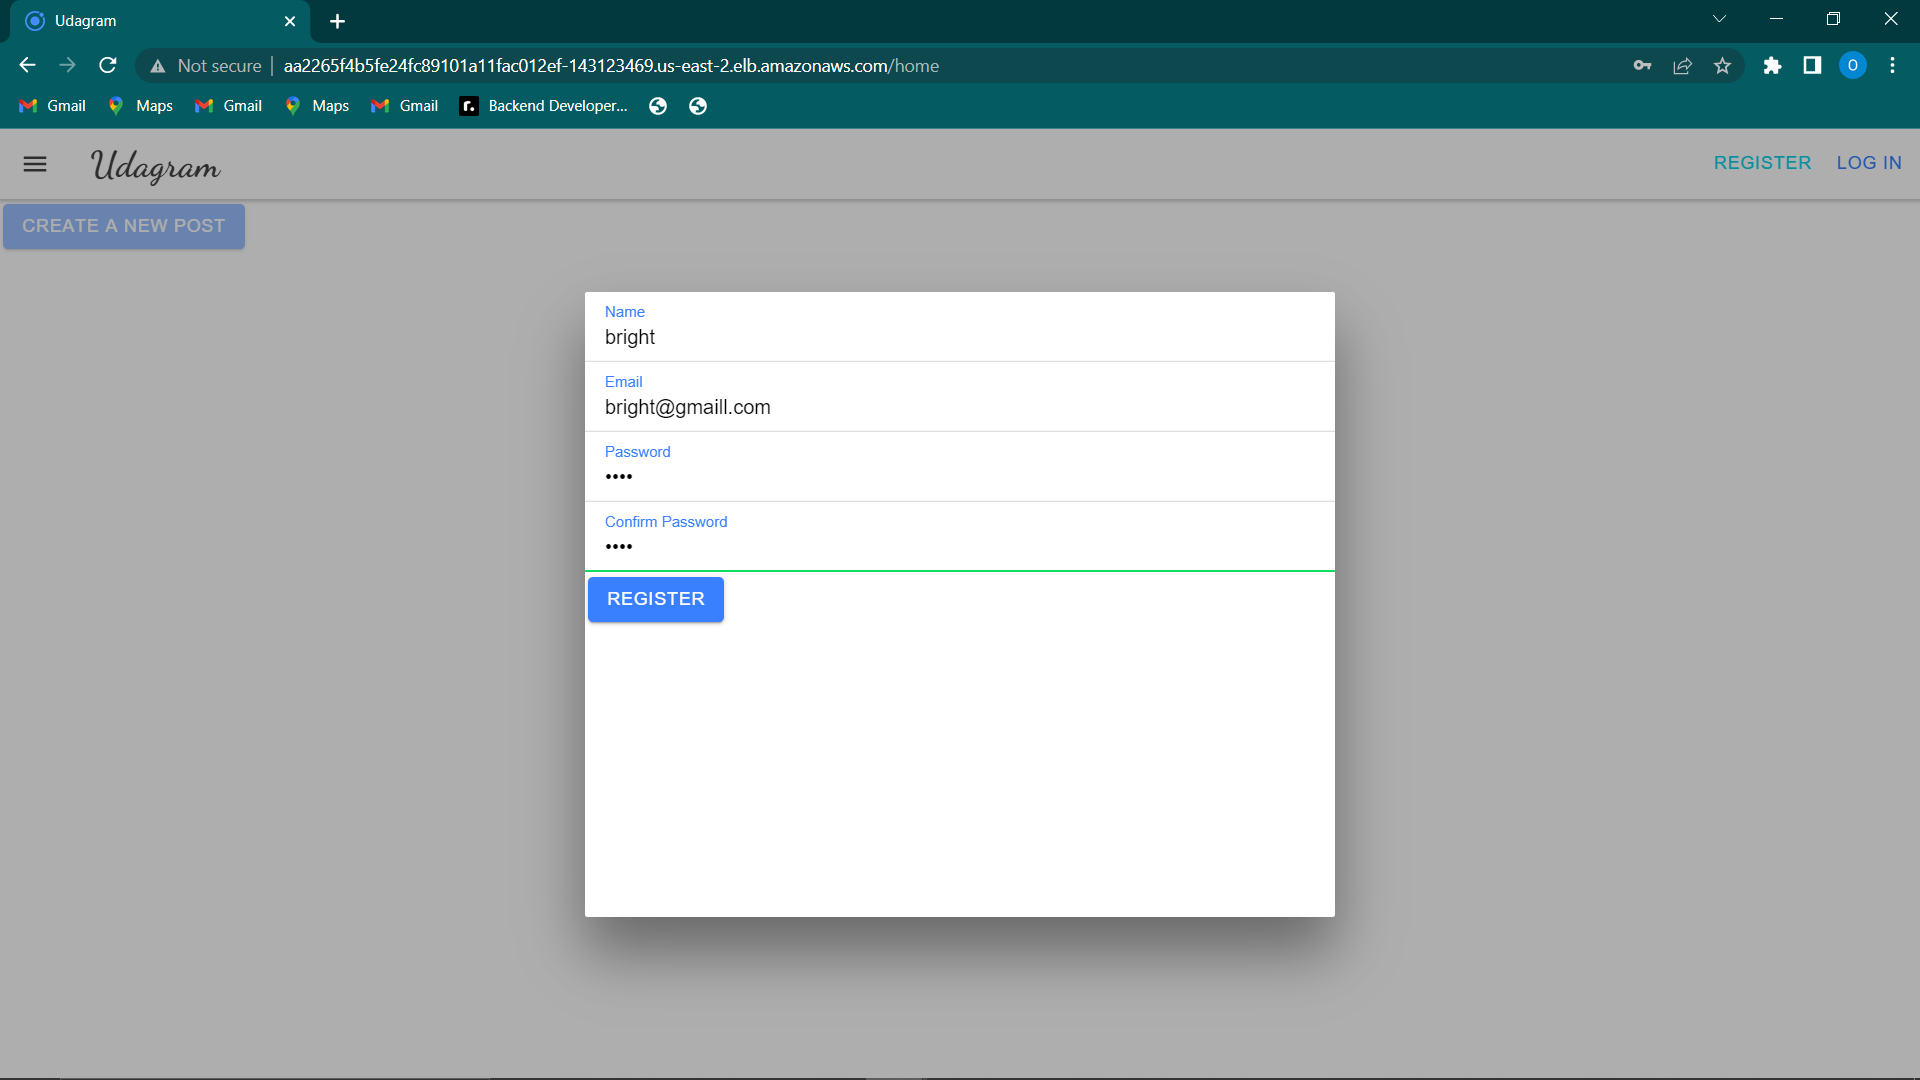 Udagram
Not secure
aa2265f4b5fe24fc89101a11fac012ef-143123469.us-east-2.elb.amazonaws.com/home
O
Gmail Maps Gmail Maps Gmail Backend Developer...
Udagram
REGISTER LOG IN
CREATE A NEW POST
Name
bright
Email
bright@gmaill.com
Password
••••
Confirm Password
••••
REGISTER